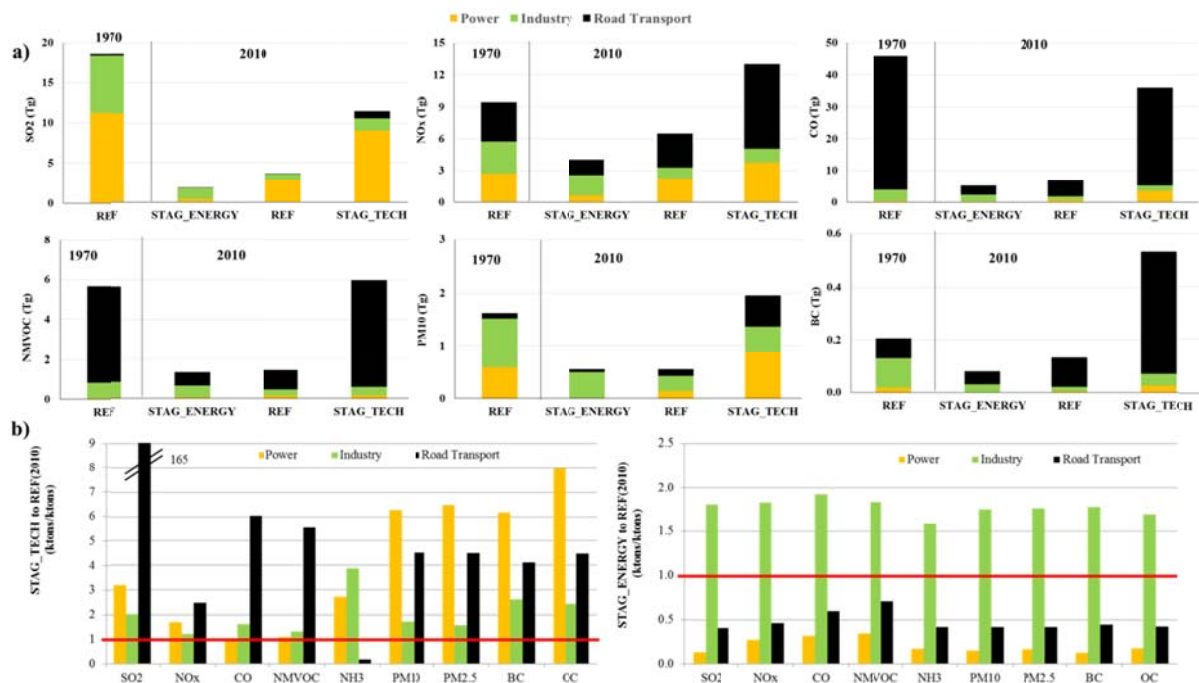 Power Industry Road Transport
a)
SO2 (Tg)
20
15
10
5
0
1970
2010
REF
STAG_ENERGY
REF
STAG_TECH
NOx (Tg)
15
12
9
6
3
0
1970
2010
REF
STAG_ENERGY
REF
STAG_TECH
CO (Tg)
50
40
30
20
10
0
1970
2010
REF
STAG_ENERGY
REF
STAG_TECH
NMVOC (Tg)
8
6
4
2
0
1970
2010
REF
STAG_ENERGY
REF
STAG_TECH
PM10 (Tg)
3
2
1
0
1970
2010
REF
STAG_ENERGY
REF
STAG_TECH
BC (Tg)
0.6
0.4
0.2
0.0
1970
2010
REF
STAG_ENERGY
REF
STAG_TECH
b)
STAG_TECH to REF(2010)
(ktons/ktons)
9
8
7
6
5
4
3
2
1
0
165
Power Industry Road Transport
SO2 NOx CO NMVOC NH3 PM10 PM2.5 BC OC
STAG_ENERGY to REF(2010)
(ktons/ktons)
2.5
2.0
1.5
1.0
0.5
0.0
Power Industry Road Transport
SO2 NOx CO NMVOC NH3 PM10 PM2.5 BC OC